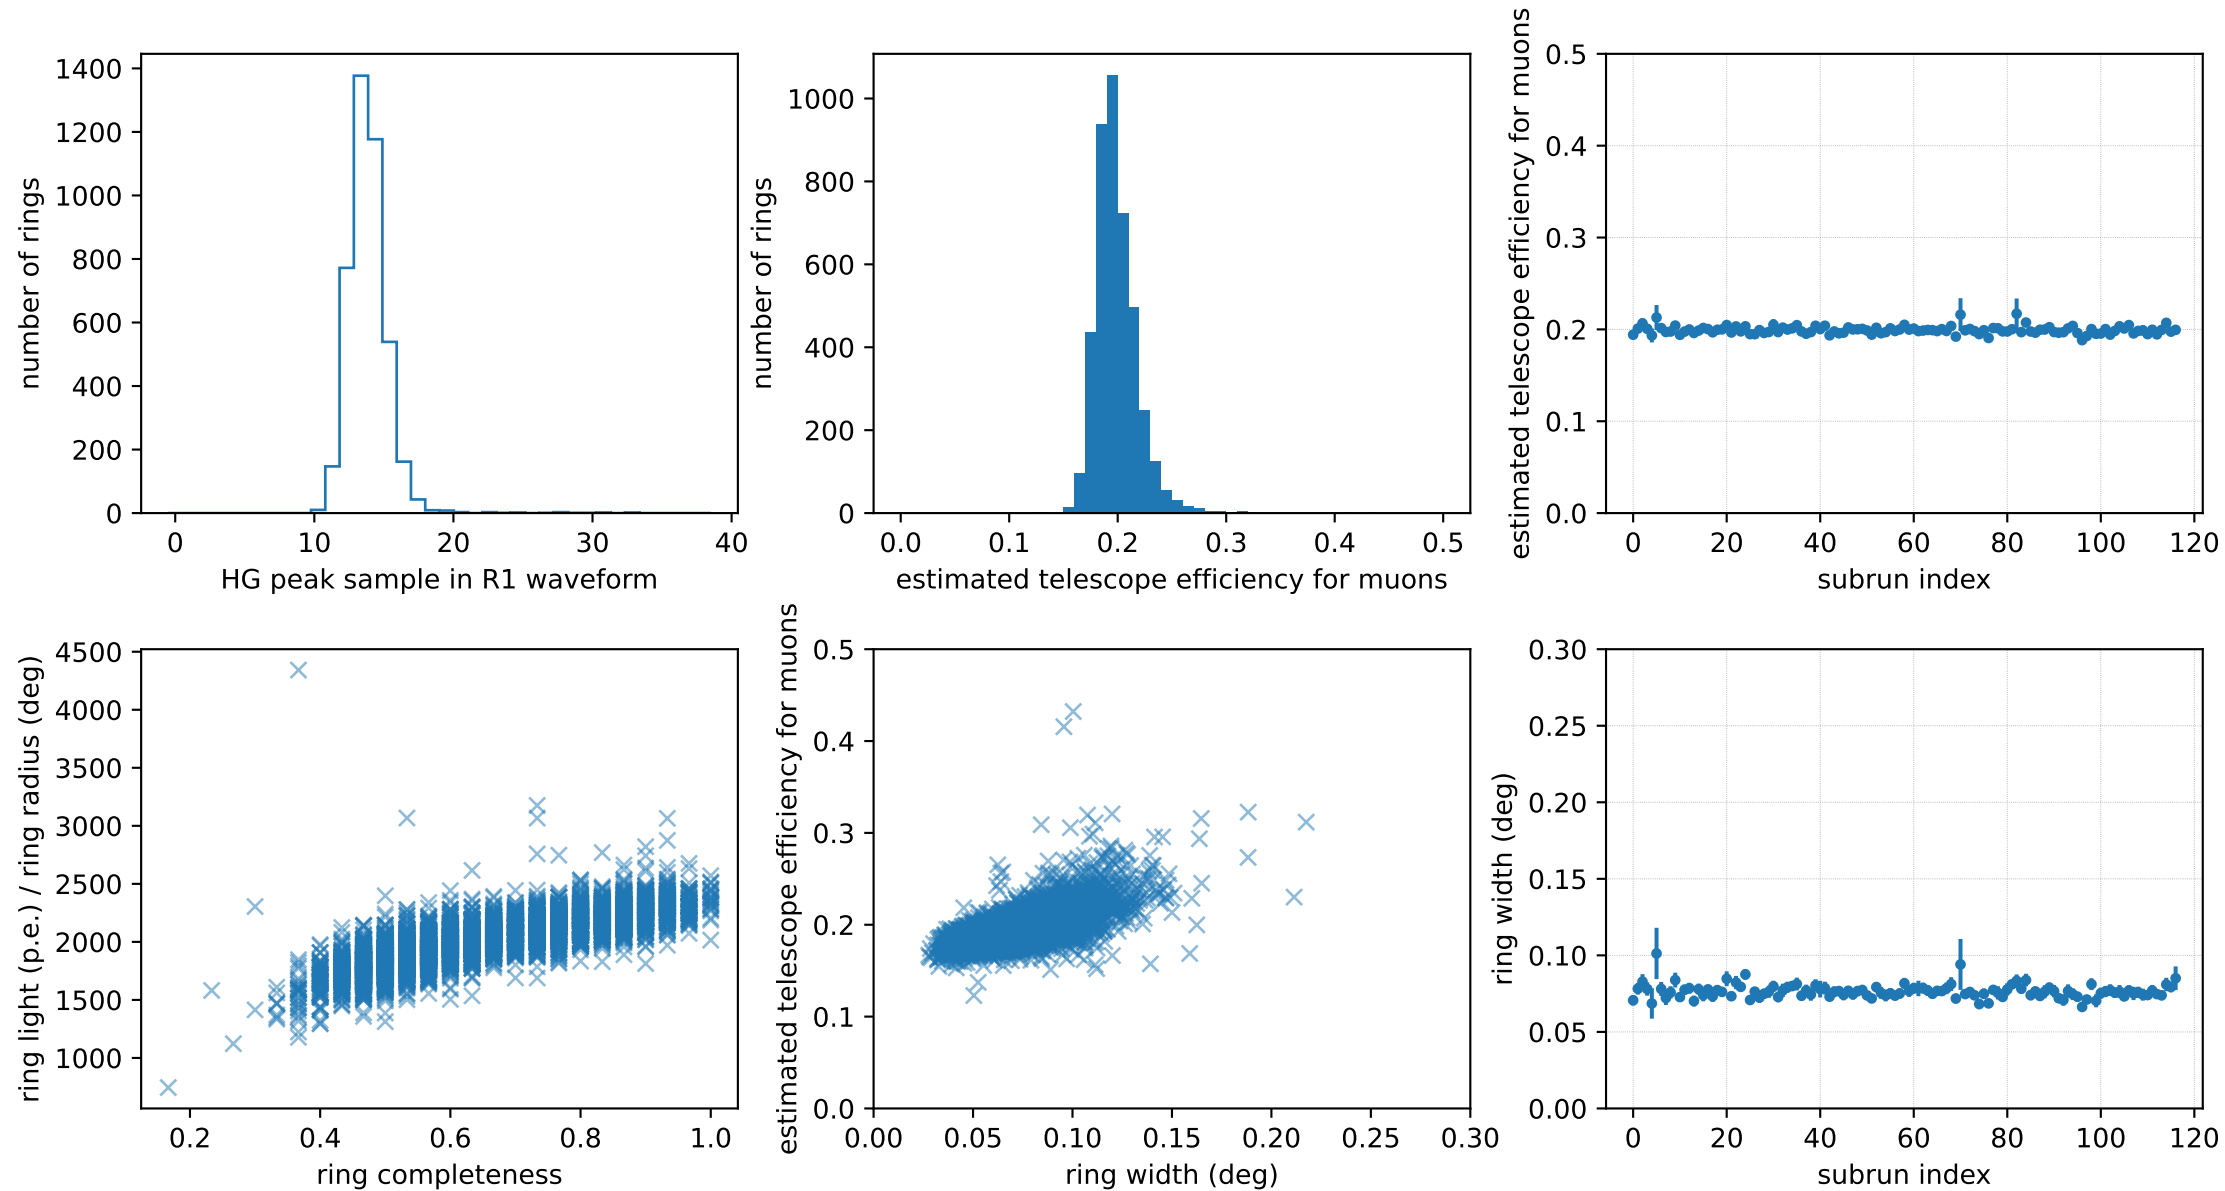 number of rings
1400
1200
1000
800
600
400
200
0
0 10 20 30 40
HG peak sample in R1 waveform
number of rings
1000
800
600
400
200
0
0.0 0.1 0.2 0.3 0.4 0.5
estimated telescope efficiency for muons
estimated telescope efficiency for muons
0.5
0.4
0.3
0.2
0.1
0.0
0 20 40 60 80 100 120
subrun index
ring light (p.e.) / ring radius (deg)
4500
4000
3500
3000
2500
2000
1500
1000
0.2 0.4 0.6 0.8 1.0
ring completeness
estimated telescope efficiency for muons
0.5
0.4
0.3
0.2
0.1
0.0
0.00 0.05 0.10 0.15 0.20 0.25 0.30
ring width (deg)
ring width (deg)
0.30
0.25
0.20
0.15
0.10
0.05
0.00
0 20 40 60 80 100 120
subrun index